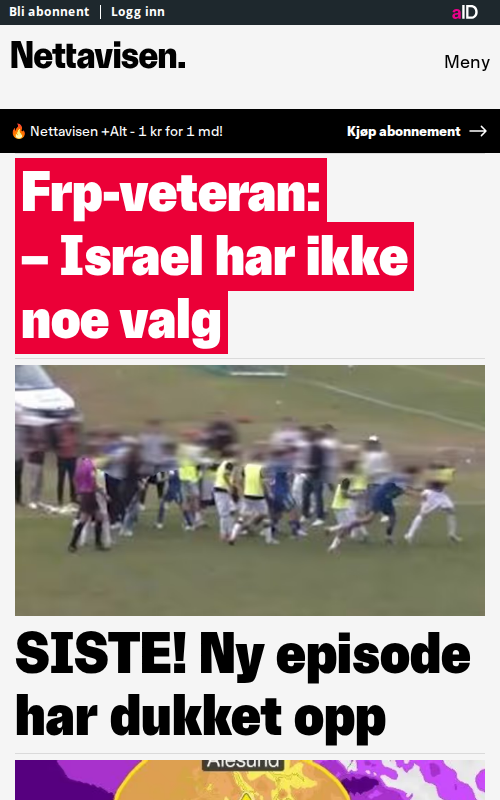 Bli abonnent | Logg inn
aID
Nettavisen.
Meny
🔥 Nettavisen +Alt - 1 kr for 1 md!
Kjøp abonnement →
Frp-veteran:
– Israel har ikke
noe valg
SISTE! Ny episode
har dukket opp
Ålesund